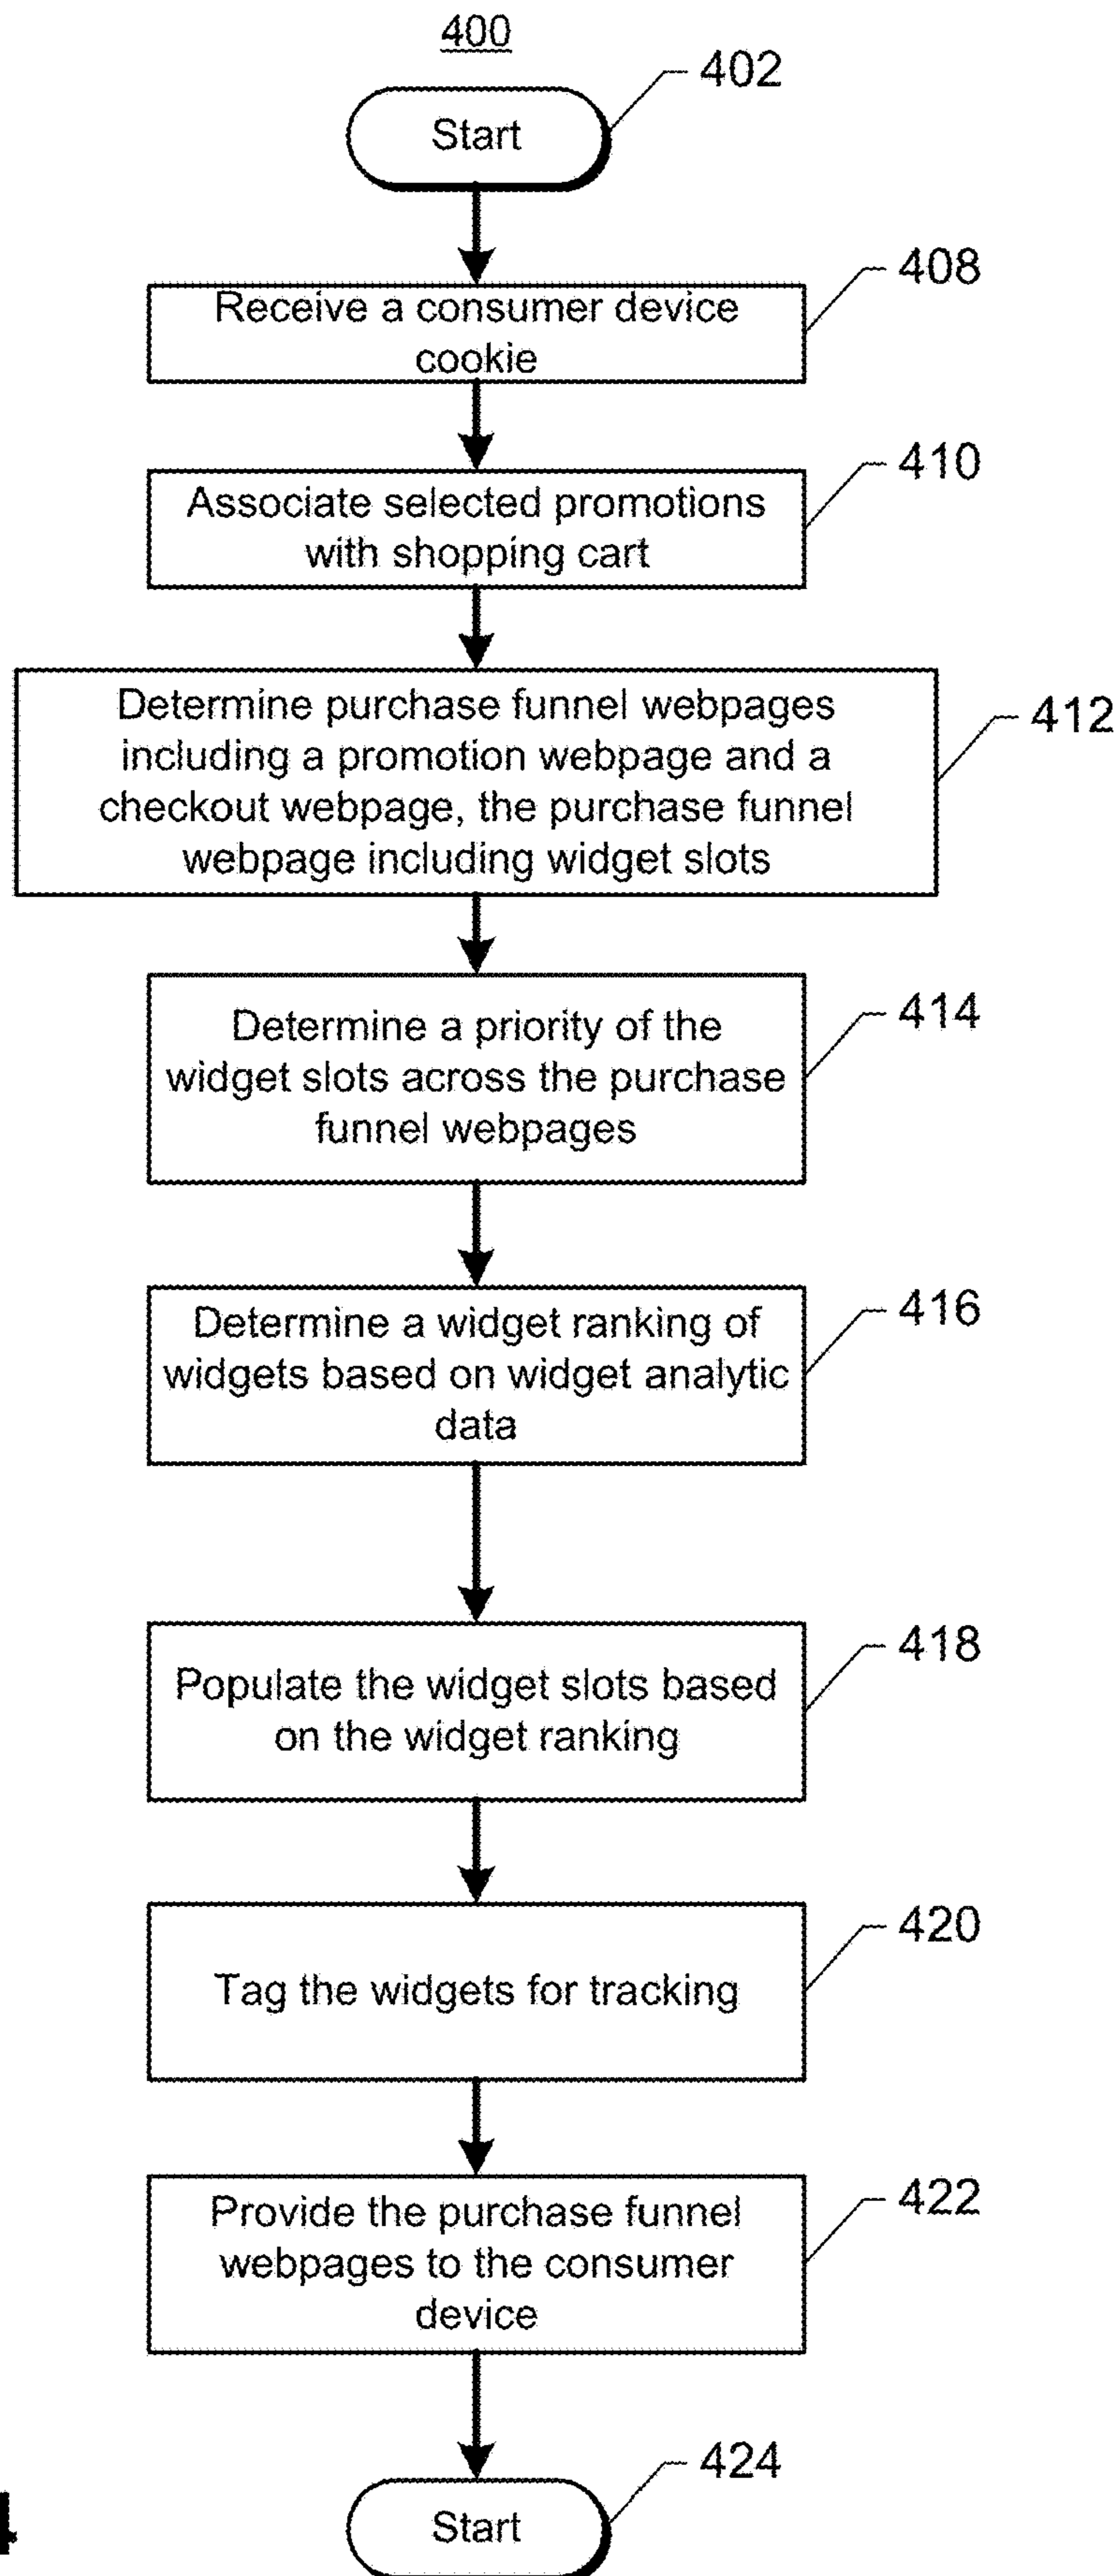 400
402
Start
408
Receive a consumer device
cookie
410
Associate selected promotions
with shopping cart
412
Determine purchase funnel webpages
including a promotion webpage and a
checkout webpage, the purchase funnel
webpage including widget slots
414
Determine a priority of the
widget slots across the purchase
funnel webpages
416
Determine a widget ranking of
widgets based on widget analytic
data
418
Populate the widget slots based
on the widget ranking
420
Tag the widgets for tracking
422
Provide the purchase funnel
webpages to the consumer
device
424
Start